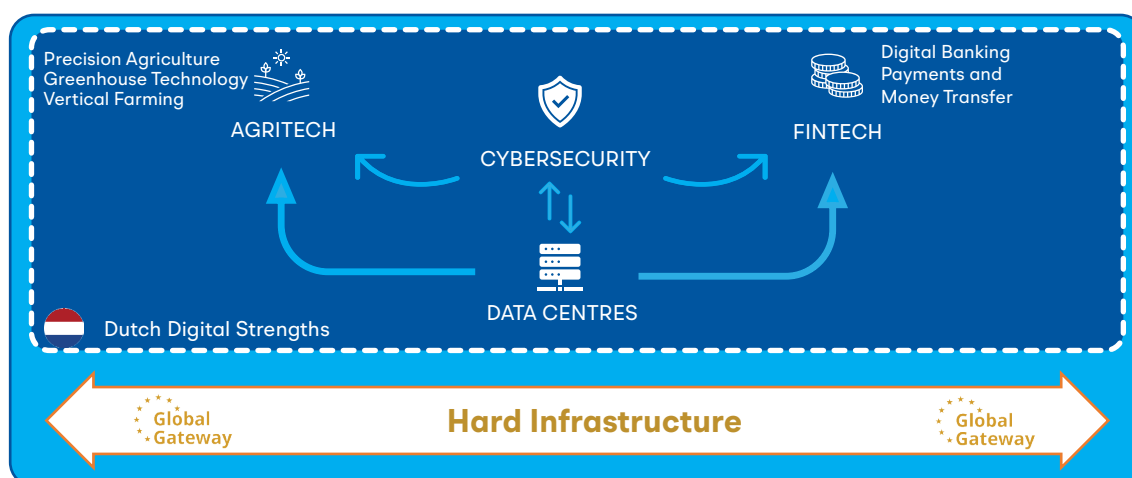 Precision Agriculture
Greenhouse Technology
Vertical Farming
AGRITECH
CYBERSECURITY
Digital Banking
Payments and
Money Transfer
FINTECH
DATA CENTRES
Dutch Digital Strengths
Global
Gateway
Hard Infrastructure
Global
Gateway